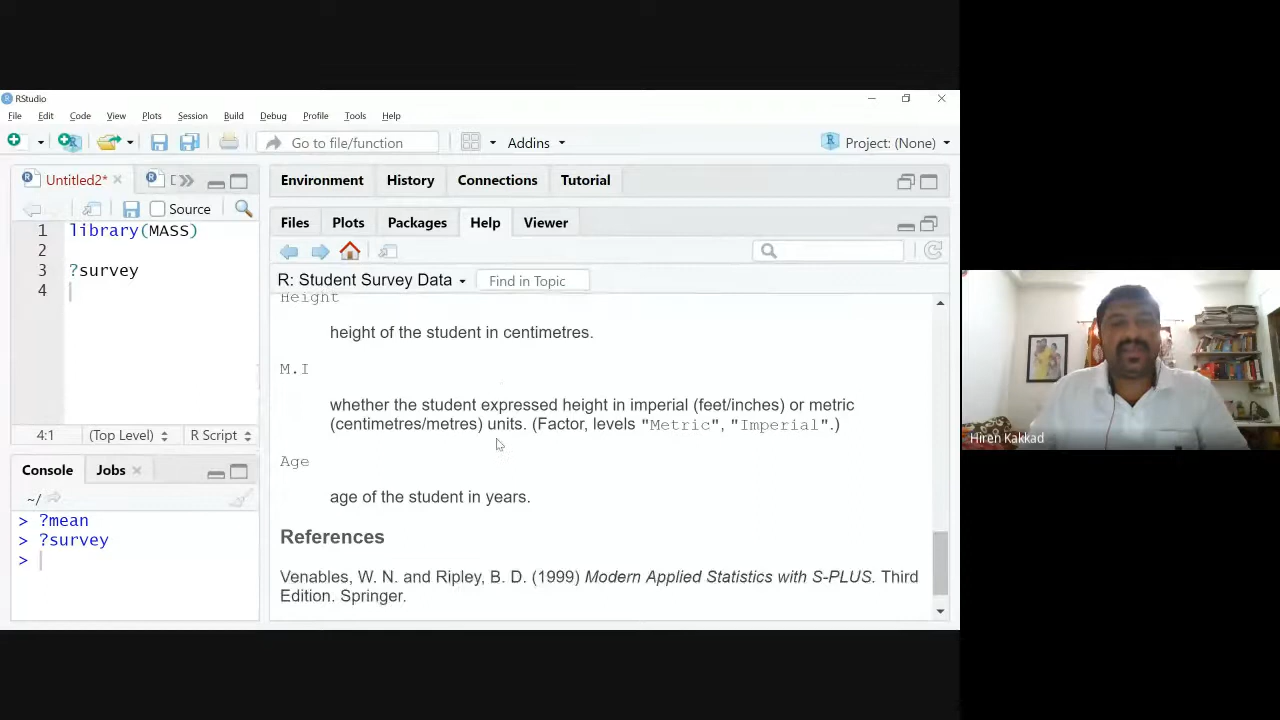 RStudio
File Edit Code View Plots Session Build Debug Profile Tools Help
Go to file/function Addins Project: (None)
Untitled2*
Source
1 library(MASS)
2
3 ?survey
4
4:1 (Top Level) R Script
Console Jobs
~/
> ?mean
> ?survey
>
Environment History Connections Tutorial
Files Plots Packages Help Viewer
R: Student Survey Data Find in Topic
Height
height of the student in centimetres.
M.I
whether the student expressed height in imperial (feet/inches) or metric
(centimetres/metres) units. (Factor, levels "Metric", "Imperial".)
Age
age of the student in years.
References
Venables, W. N. and Ripley, B. D. (1999) Modern Applied Statistics with S-PLUS. Third
Edition. Springer.
Hiren Kakkad